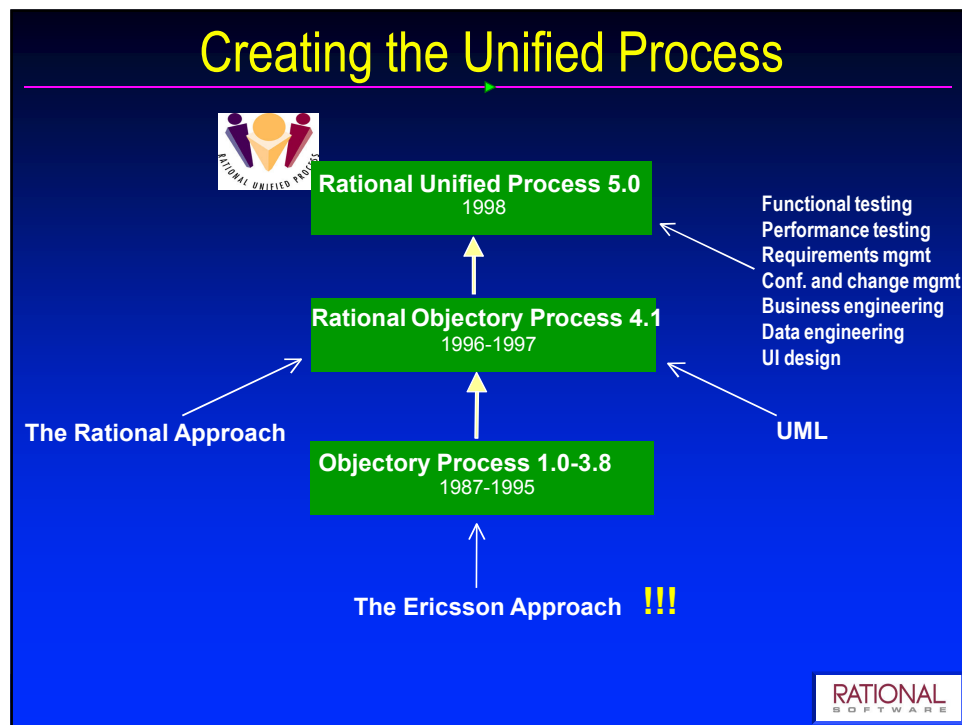 Creating the Unified Process
RATIONAL UNIFIED PROCESS
Rational Unified Process 5.0
1998
Functional testing
Performance testing
Requirements mgmt
Conf. and change mgmt
Business engineering
Data engineering
UI design
Rational Objectory Process 4.1
1996-1997
The Rational Approach
UML
Objectory Process 1.0-3.8
1987-1995
The Ericsson Approach !!!
RATIONAL
SOFTWARE